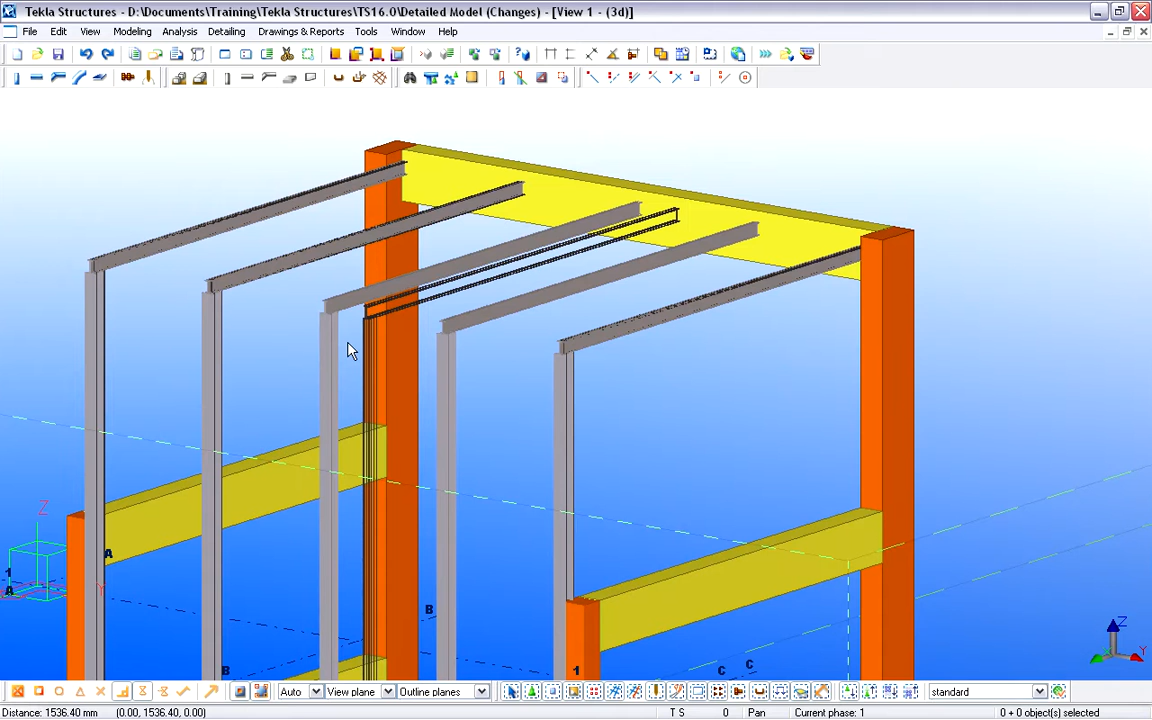 Tekla Structures - D:\Documents\Training\Tekla Structures\TS16.0\Detailed Model (Changes) - [View 1 - (3d)]
File Edit View Modeling Analysis Detailing Drawings & Reports Tools Window Help
Z
A
1
A
Y
B
B
1
C
C
Z
Y
Auto View plane Outline planes standard
Distance: 1536.40 mm (0.00, 1536.40, 0.00) T S 0 Pan Current phase: 1 0 + 0 object(s) selected